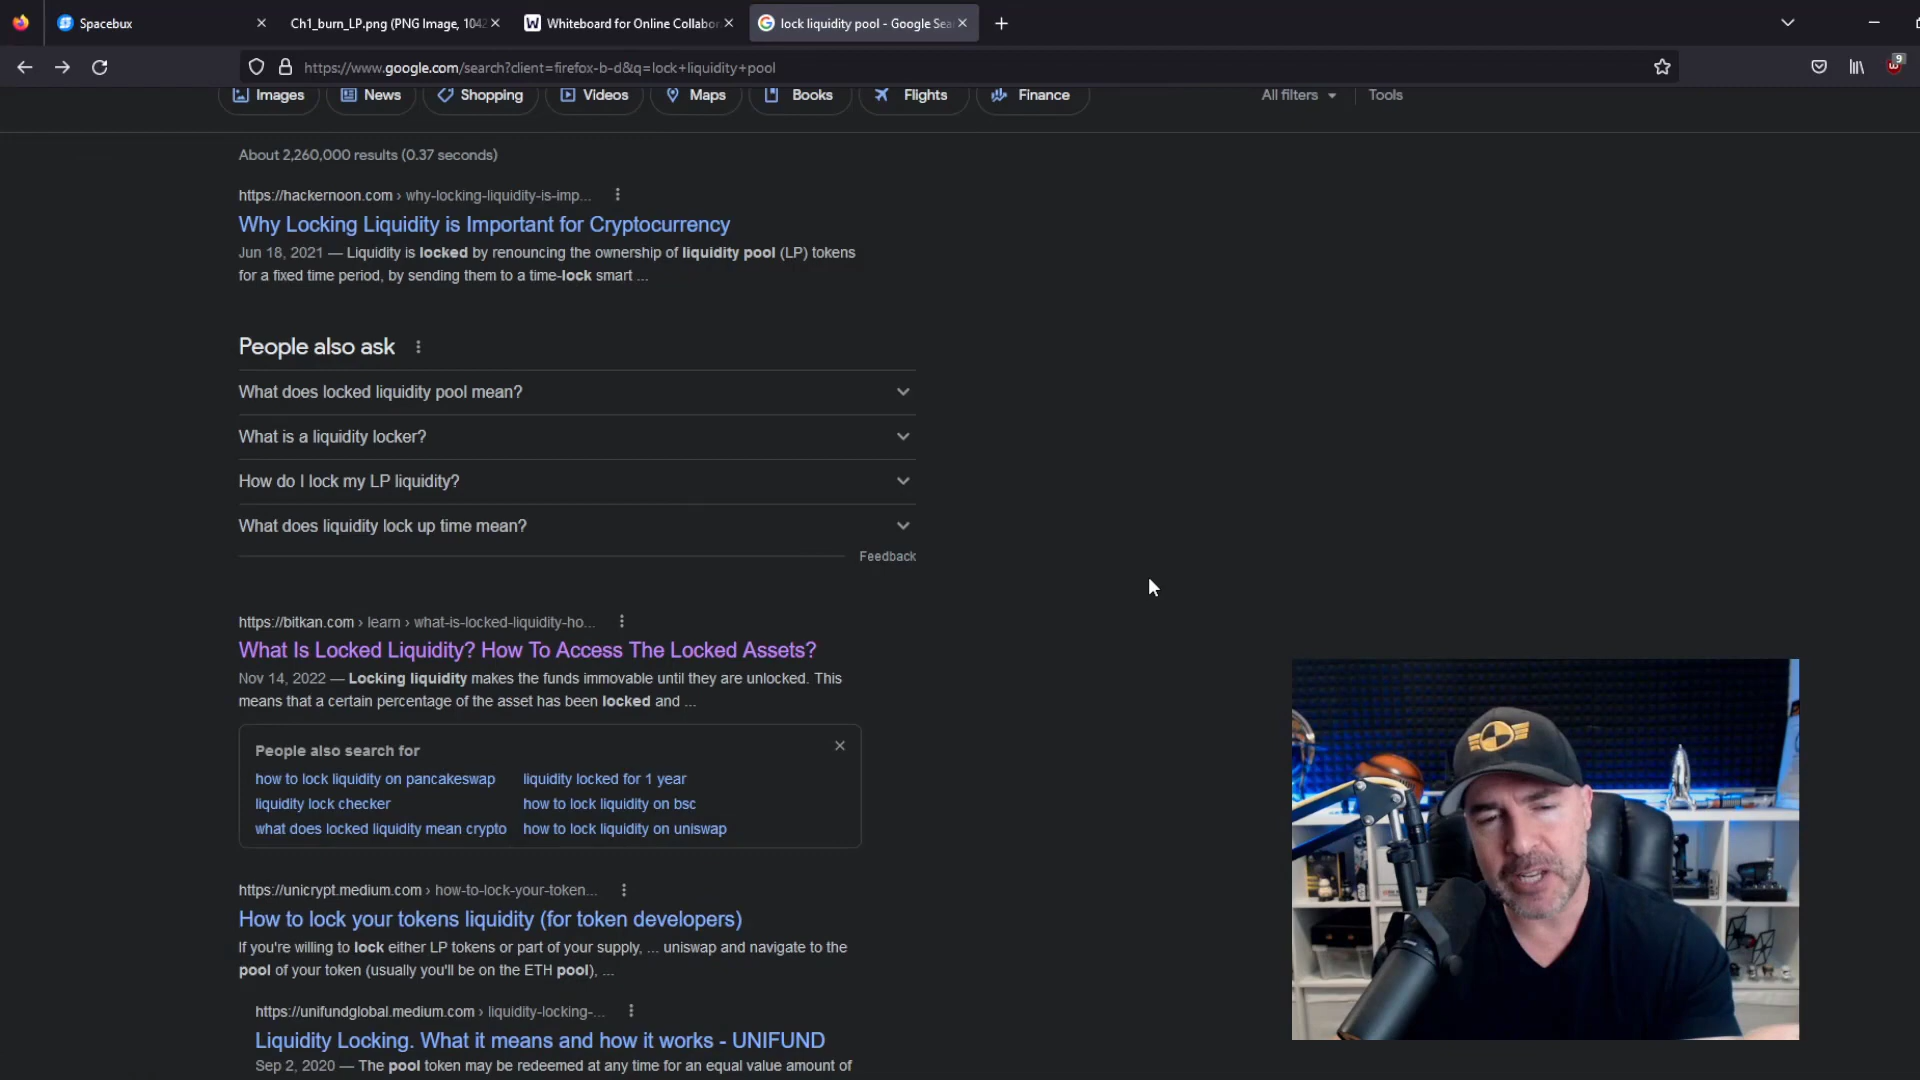 Spacebux
Ch1_burn_LP.png (PNG Image, 1042
Whiteboard for Online Collabor
lock liquidity pool - Google Sea
https://www.google.com/search?client=firefox-b-d&q=lock+liquidity+pool
9
Images
News
Shopping
Videos
Maps
Books
Flights
Finance
All filters
Tools
About 2,260,000 results (0.37 seconds)
https://hackernoon.com › why-locking-liquidity-is-imp...
Why Locking Liquidity is Important for Cryptocurrency
Jun 18, 2021 — Liquidity is locked by renouncing the ownership of liquidity pool (LP) tokens
for a fixed time period, by sending them to a time-lock smart ...
People also ask
What does locked liquidity pool mean?
What is a liquidity locker?
How do I lock my LP liquidity?
What does liquidity lock up time mean?
Feedback
https://bitkan.com › learn › what-is-locked-liquidity-ho...
What Is Locked Liquidity? How To Access The Locked Assets?
Nov 14, 2022 — Locking liquidity makes the funds immovable until they are unlocked. This
means that a certain percentage of the asset has been locked and ...
People also search for
how to lock liquidity on pancakeswap
liquidity locked for 1 year
liquidity lock checker
how to lock liquidity on bsc
what does locked liquidity mean crypto
how to lock liquidity on uniswap
https://unicrypt.medium.com › how-to-lock-your-token...
How to lock your tokens liquidity (for token developers)
If you're willing to lock either LP tokens or part of your supply, ... uniswap and navigate to the
pool of your token (usually you'll be on the ETH pool), ...
https://unifundglobal.medium.com › liquidity-locking-...
Liquidity Locking. What it means and how it works - UNIFUND
Sep 2, 2020 — The pool token may be redeemed at any time for an equal value amount of